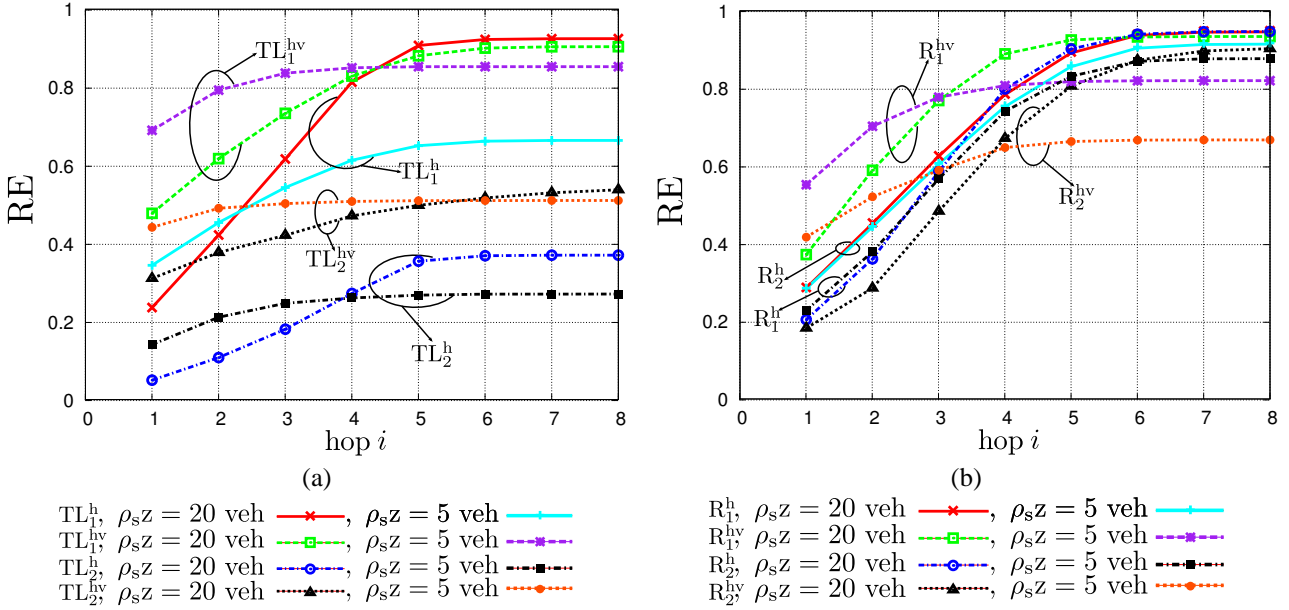 RE
1
0.8
0.6
0.4
0.2
0
0 1 2 3 4 5 6 7 8
hop i
TL₁ʰᵛ
TL₁ʰ
TL₂ʰᵛ
TL₂ʰ
(a)
TL₁ʰ, ρₛz = 20 veh , ρₛz = 5 veh
TL₁ʰᵛ, ρₛz = 20 veh , ρₛz = 5 veh
TL₂ʰ, ρₛz = 20 veh , ρₛz = 5 veh
TL₂ʰᵛ, ρₛz = 20 veh , ρₛz = 5 veh
RE
1
0.8
0.6
0.4
0.2
0
0 1 2 3 4 5 6 7 8
hop i
R₁ʰᵛ
R₂ʰᵛ
R₂ʰ
R₁ʰ
(b)
R₁ʰ, ρₛz = 20 veh , ρₛz = 5 veh
R₁ʰᵛ, ρₛz = 20 veh , ρₛz = 5 veh
R₂ʰ, ρₛz = 20 veh , ρₛz = 5 veh
R₂ʰᵛ, ρₛz = 20 veh , ρₛz = 5 veh